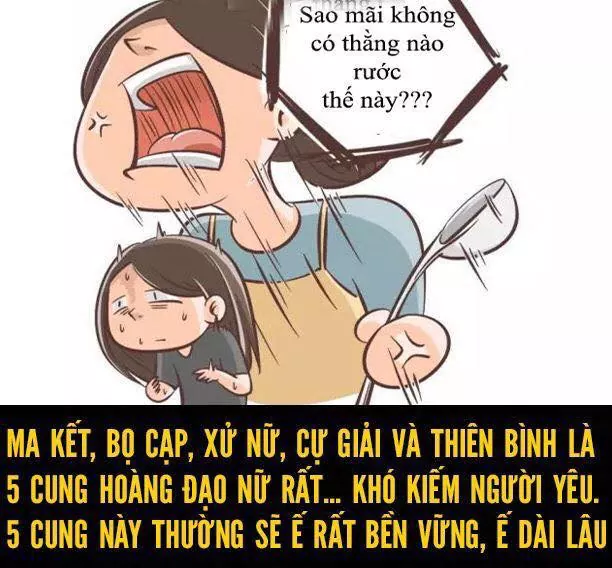 Sao mãi không
có thằng nào
rước
thế này???
MA KẾT, BỌ CẠP, XỬ NỮ, CỰ GIẢI VÀ THIÊN BÌNH LÀ
5 CUNG HOÀNG ĐẠO NỮ RẤT... KHÓ KIẾM NGƯỜI YÊU.
5 CUNG NÀY THƯỜNG SẼ Ế RẤT BỀN VỮNG, Ế DÀI LÂU